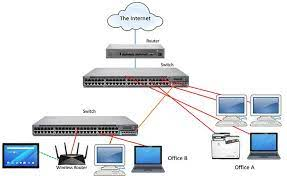 The Internet
Router
Switch
Switch
Wireless Router
Office B
Office A